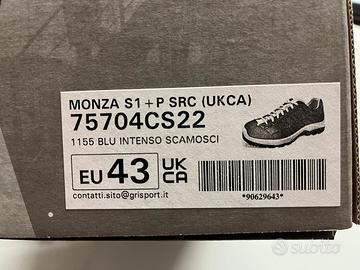 MONZA S1+P SRC (UKCA)
75704CS22
1155 BLU INTENSO SCAMOSCI
EU 43 UK CA
contatti.sito@grisport.it
*90629643*
subito